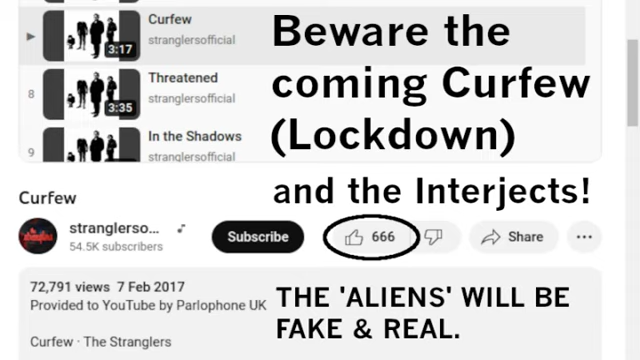 Curfew
stranglersofficial
3:17
8
Threatened
stranglersofficial
3:35
9
In the Shadows
stranglersofficial
Beware the
coming Curfew
(Lockdown)
and the Interjects!
Curfew
stranglerso...
54.5K subscribers
Subscribe
666
Share
72,791 views 7 Feb 2017
Provided to YouTube by Parlophone UK
Curfew · The Stranglers
THE 'ALIENS' WILL BE
FAKE & REAL.